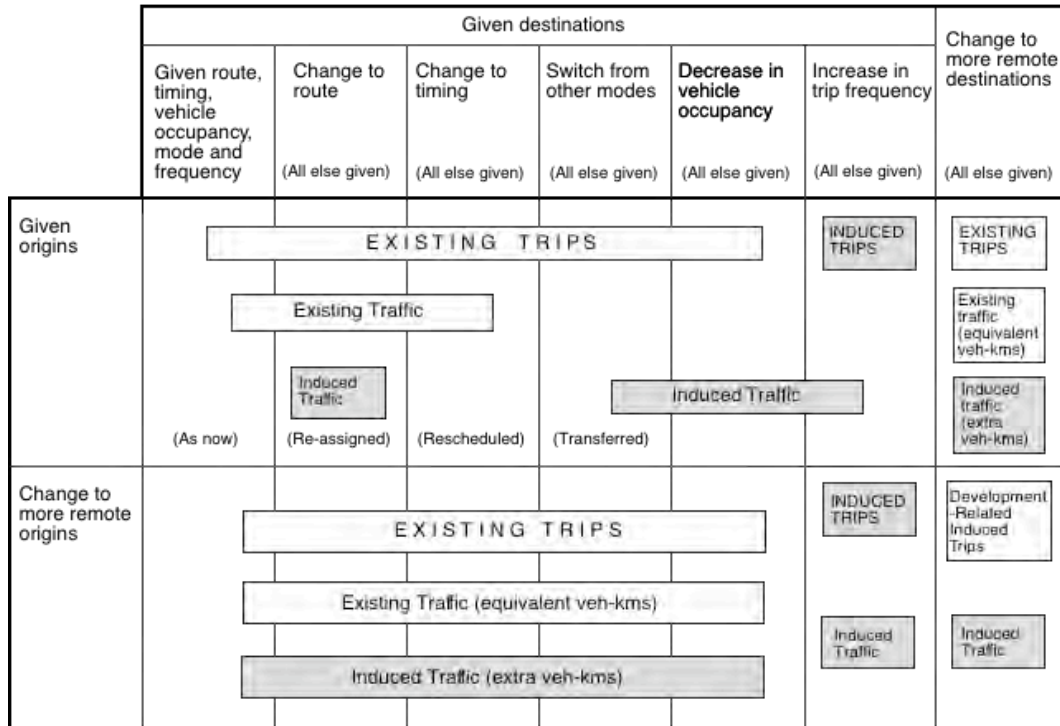 Given destinations
Change to
more remote
destinations
(All else given)
Given route,
timing,
vehicle
occupancy,
mode and
frequency
Change to
route
(All else given)
Change to
timing
(All else given)
Switch from
other modes
(All else given)
Decrease in
vehicle
occupancy
(All else given)
Increase in
trip frequency
(All else given)
Given
origins
EXISTING TRIPS
INDUCED
TRIPS
EXISTING
TRIPS
Existing Traffic
Existing
traffic
(equivalent
veh-kms)
Induced
Traffic
Induced Traffic
Induced
traffic
(extra
veh-kms)
(As now)
(Re-assigned)
(Rescheduled)
(Transferred)
Change to
more remote
origins
EXISTING TRIPS
INDUCED
TRIPS
Development
-Related
Induced
Trips
Existing Traffic (equivalent veh-kms)
Induced Traffic (extra veh-kms)
Induced
Traffic
Induced
Traffic